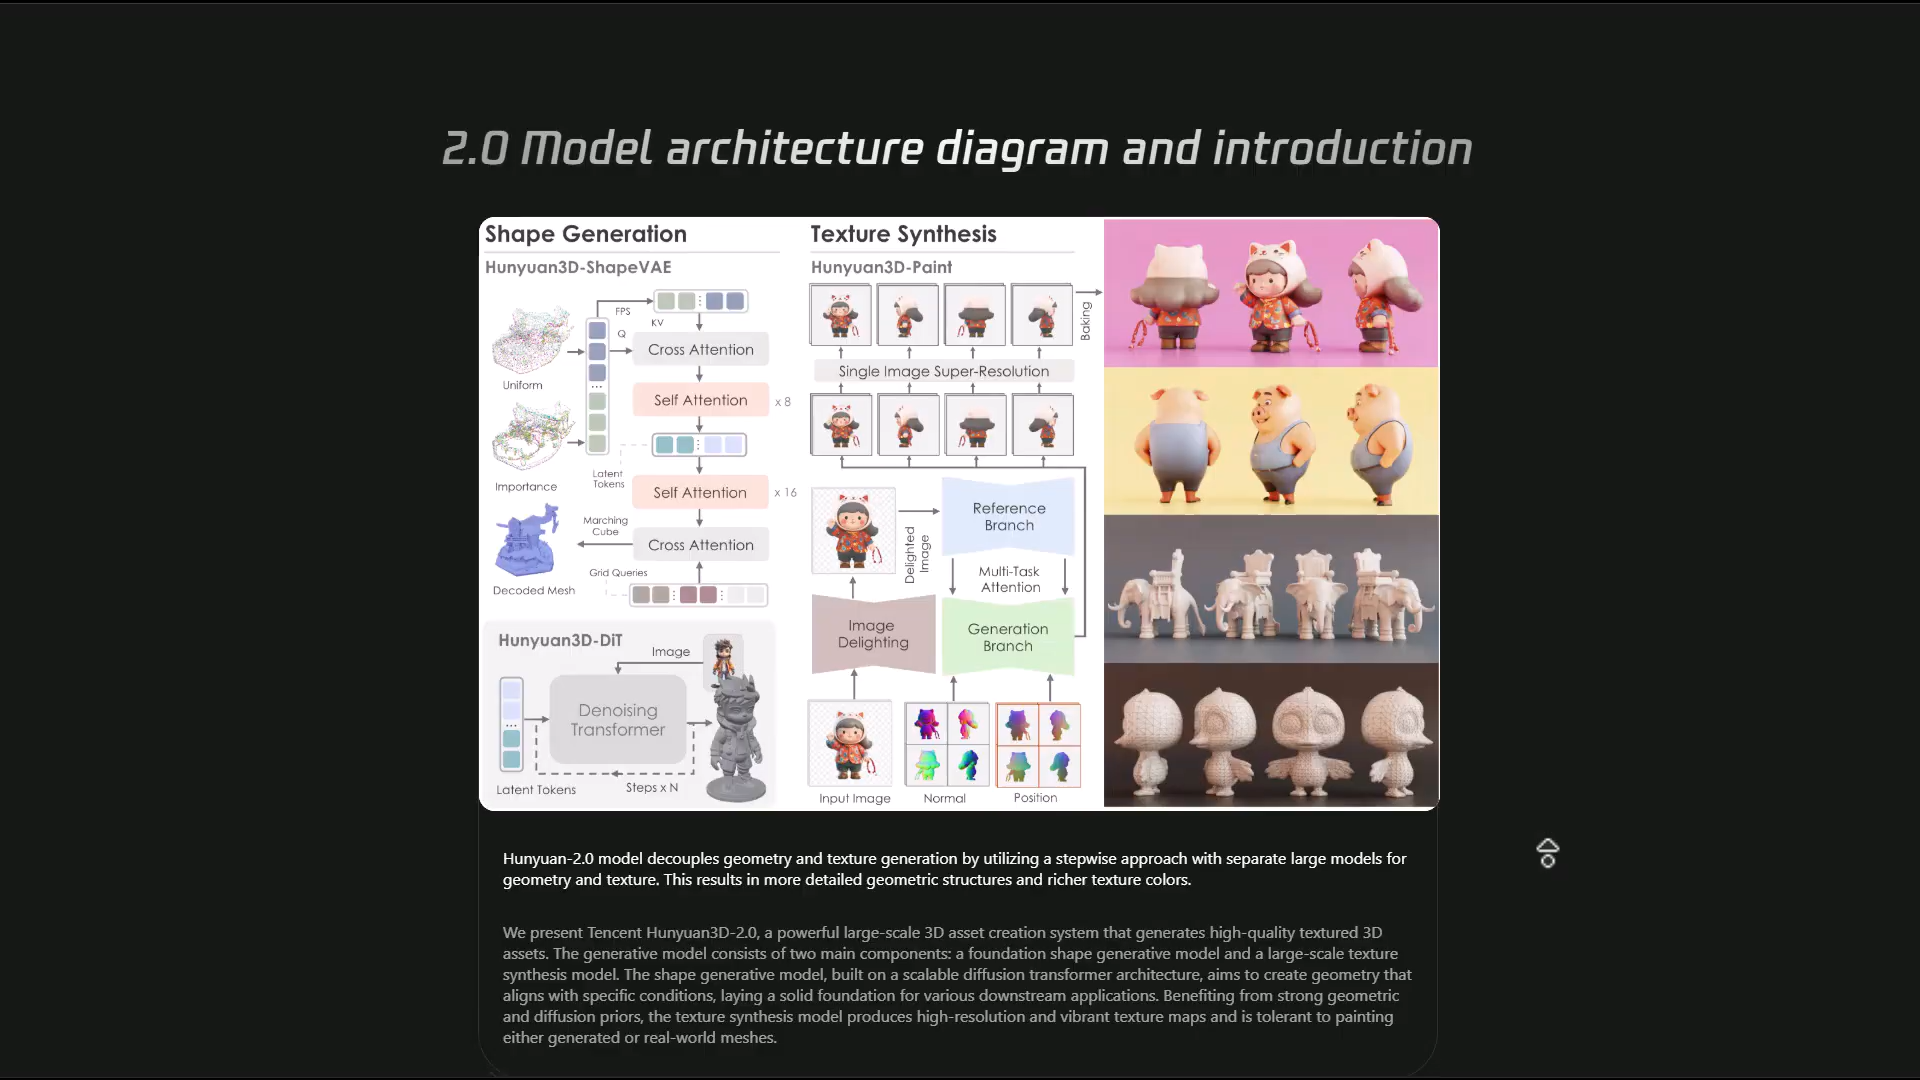 2.0 Model architecture diagram and introduction
Shape Generation
Hunyuan3D-ShapeVAE
FPS
KV
Q
Cross Attention
Uniform
Self Attention
x 8
Latent
Tokens
Importance
Self Attention
x 16
Marching
Cube
Cross Attention
Grid Queries
Decoded Mesh
Hunyuan3D-DiT
Image
Denoising
Transformer
Latent Tokens
Steps x N
Texture Synthesis
Hunyuan3D-Paint
Baking
Single Image Super-Resolution
Reference
Branch
Delighted
Image
Multi-Task
Attention
Image
Delighting
Generation
Branch
Input Image
Normal
Position
Hunyuan-2.0 model decouples geometry and texture generation by utilizing a stepwise approach with separate large models for
geometry and texture. This results in more detailed geometric structures and richer texture colors.
We present Tencent Hunyuan3D-2.0, a powerful large-scale 3D asset creation system that generates high-quality textured 3D
assets. The generative model consists of two main components: a foundation shape generative model and a large-scale texture
synthesis model. The shape generative model, built on a scalable diffusion transformer architecture, aims to create geometry that
aligns with specific conditions, laying a solid foundation for various downstream applications. Benefiting from strong geometric
and diffusion priors, the texture synthesis model produces high-resolution and vibrant texture maps and is tolerant to painting
either generated or real-world meshes.